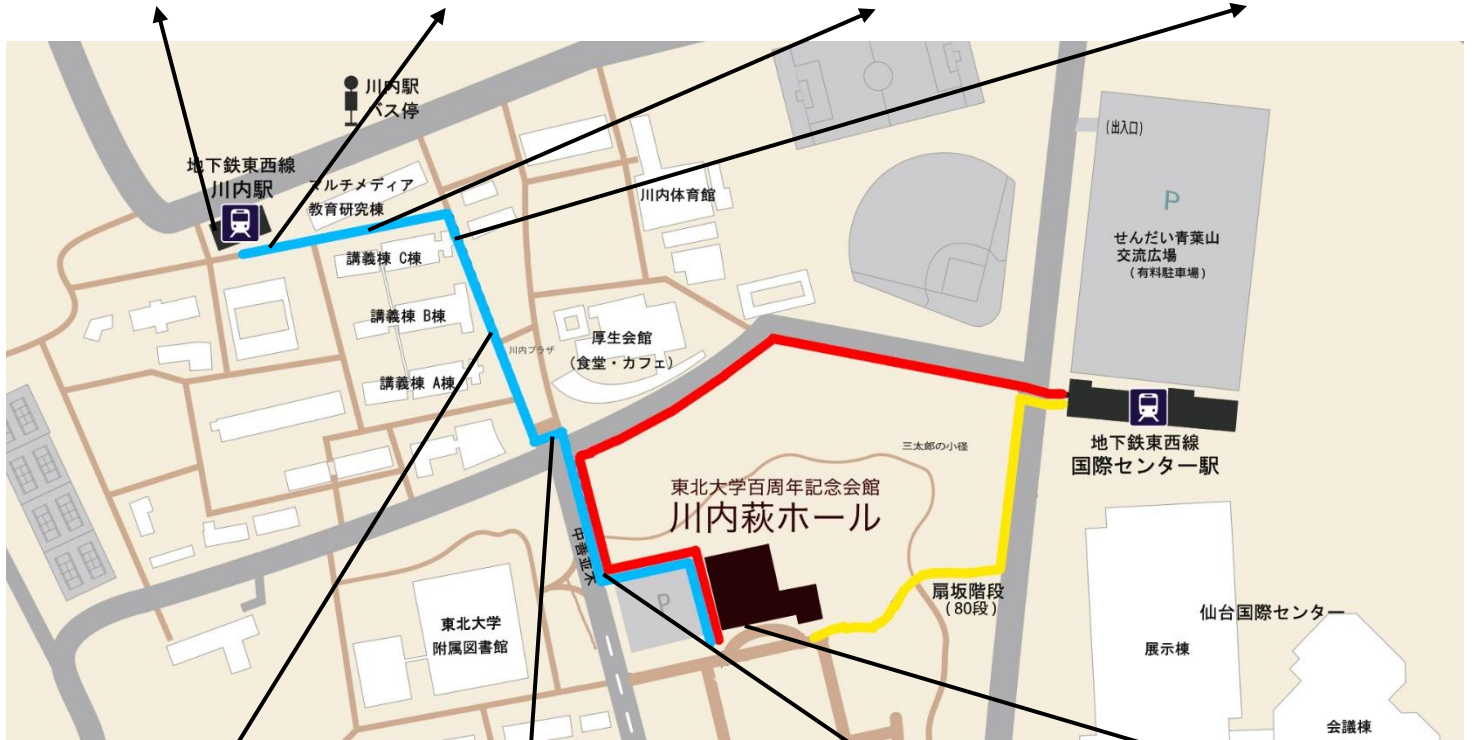 川内駅
バス停
地下鉄東西線
川内駅
マルチメディア
教育研究棟
川内体育館
(出入口)
P
せんだい青葉山
交流広場
(有料駐車場)
講義棟 C棟
講義棟 B棟
川内プラザ
厚生会館
(食堂・カフェ)
講義棟 A棟
地下鉄東西線
国際センター駅
三太郎の小径
東北大学百周年記念会館
川内萩ホール
中善並木
P
扇坂階段
(80段)
東北大学
附属図書館
仙台国際センター
展示棟
会議棟